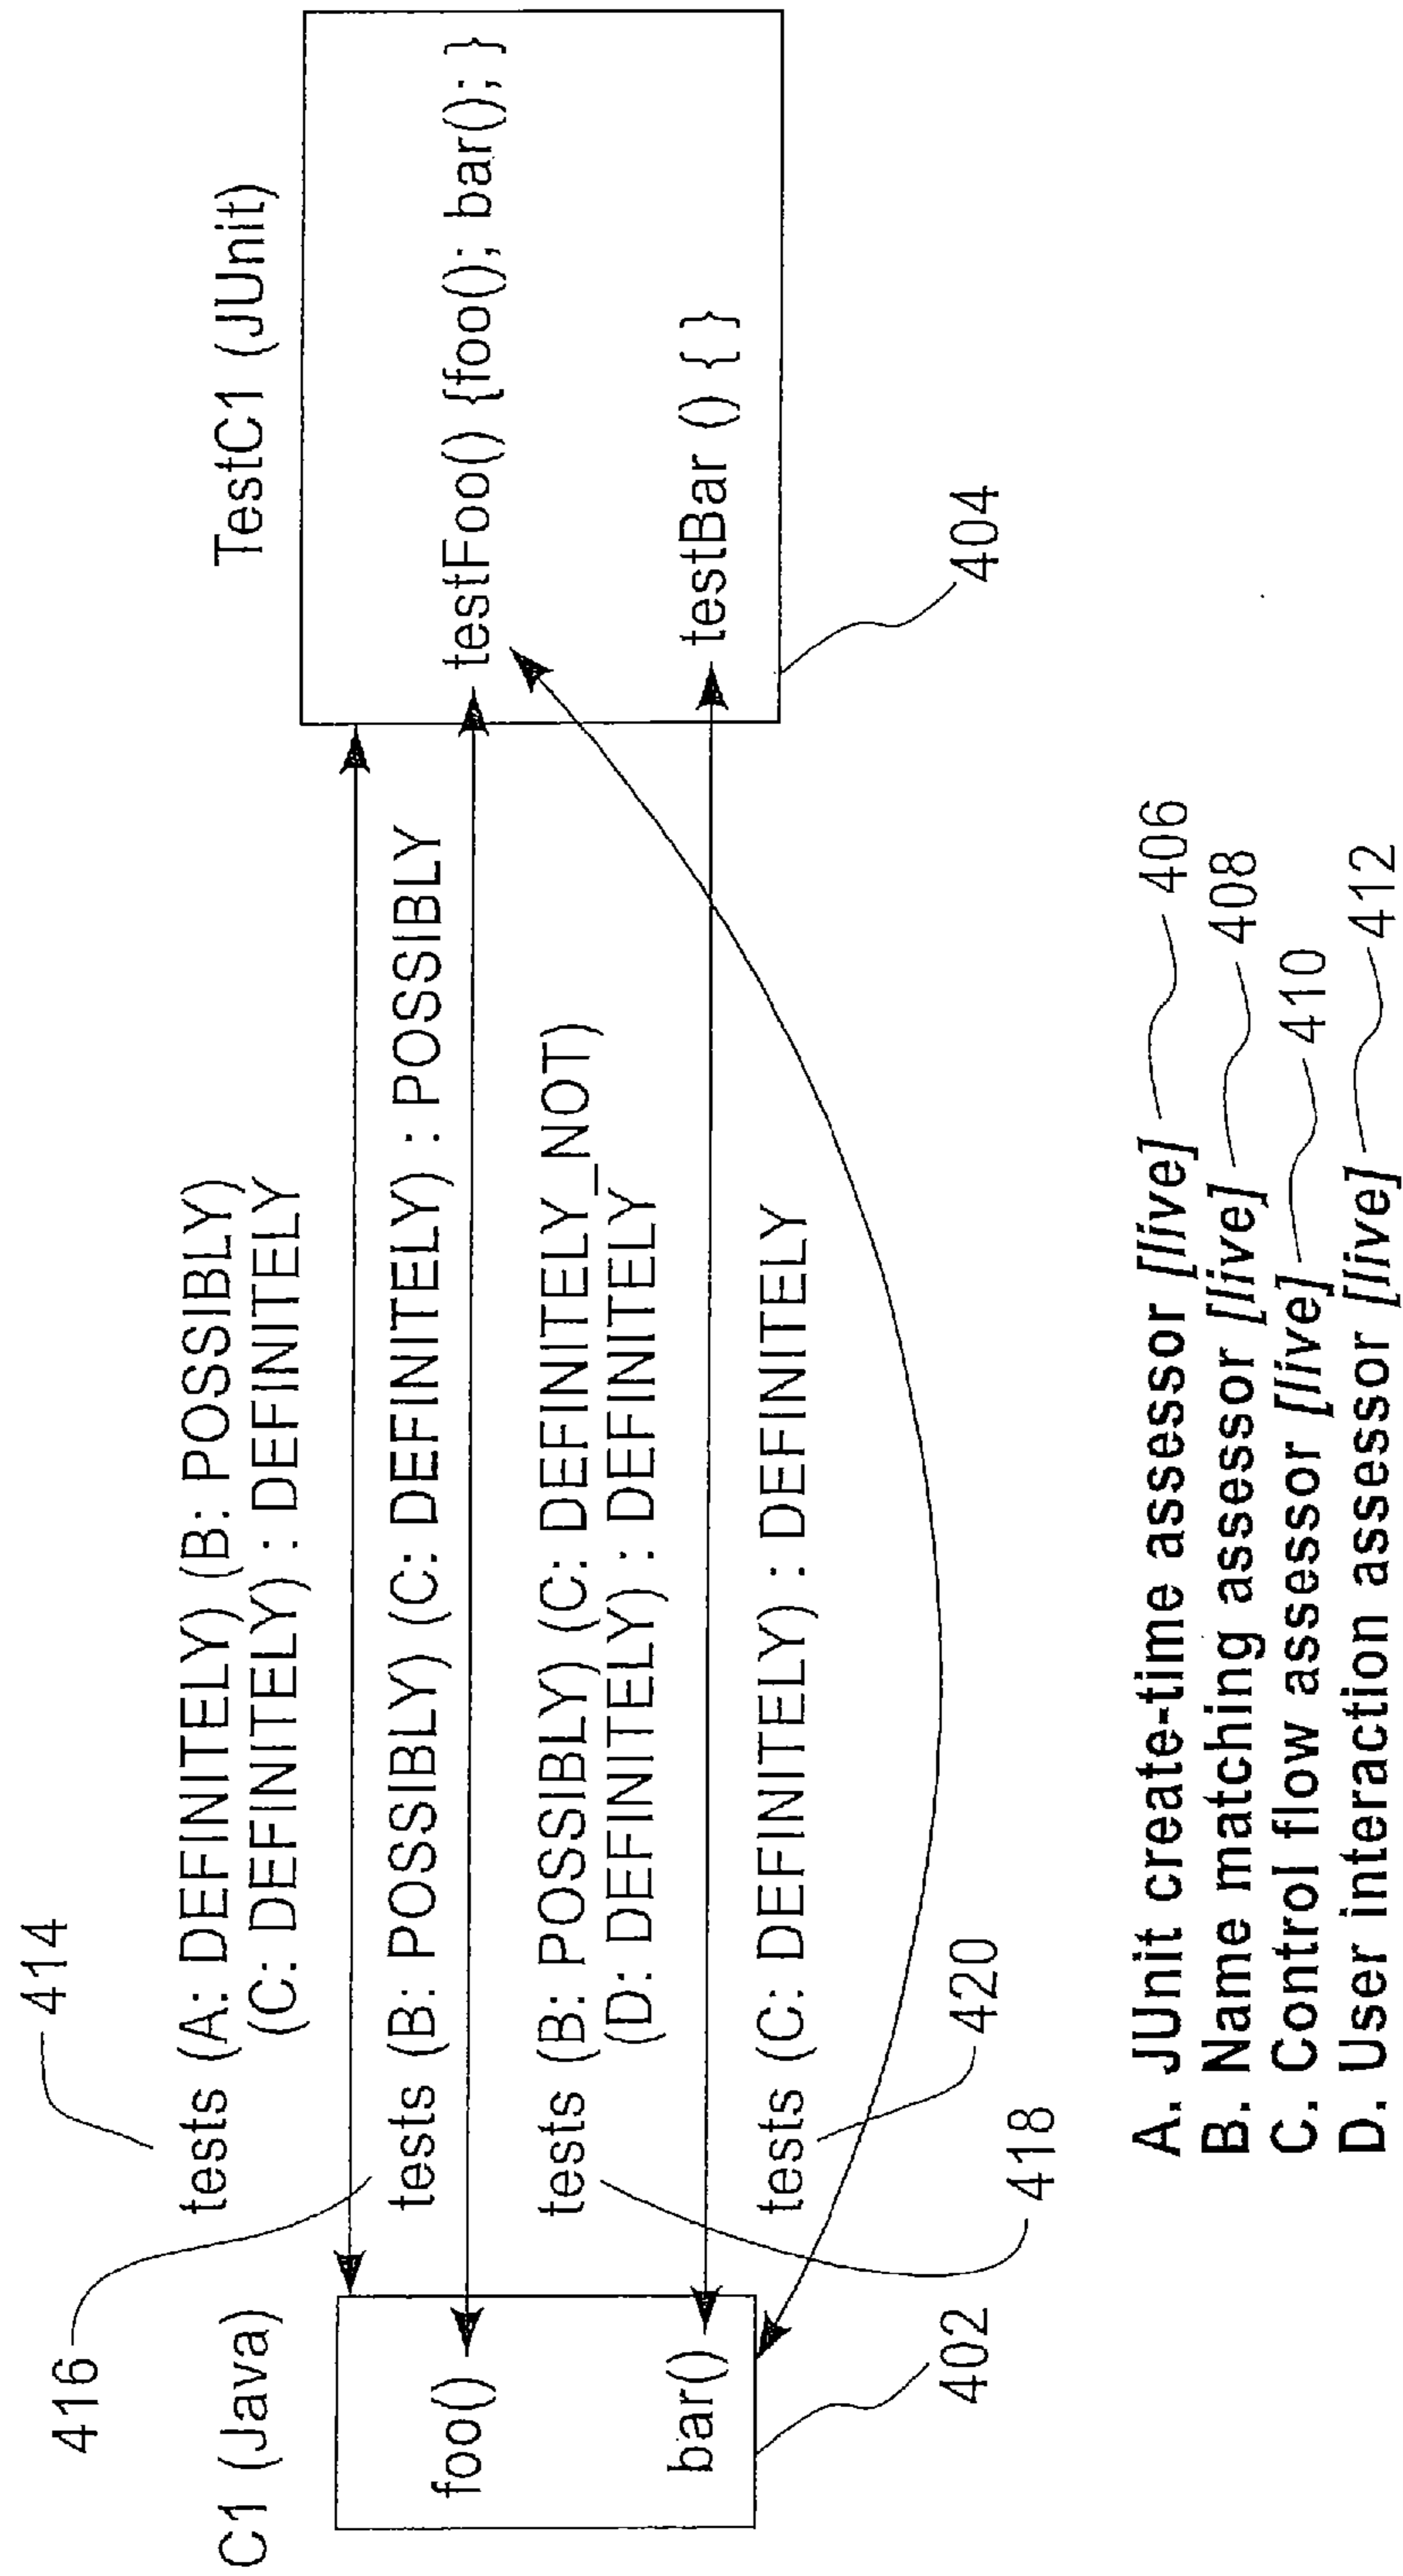 414
416
tests (A: DEFINITELY) (B: POSSIBLY)
(C: DEFINITELY) : DEFINITELY
C1 (Java)
TestC1 (JUnit)
tests (B: POSSIBLY) (C: DEFINITELY) : POSSIBLY
foo()
testFoo() {foo(); bar(); }
tests (B: POSSIBLY) (C: DEFINITELY_NOT)
(D: DEFINITELY) : DEFINITELY
bar()
testBar () { }
tests (C: DEFINITELY) : DEFINITELY
402
420
404
418
A. JUnit create-time assessor [live] 406
B. Name matching assessor [live] 408
C. Control flow assessor [live] 410
D. User interaction assessor [live] 412